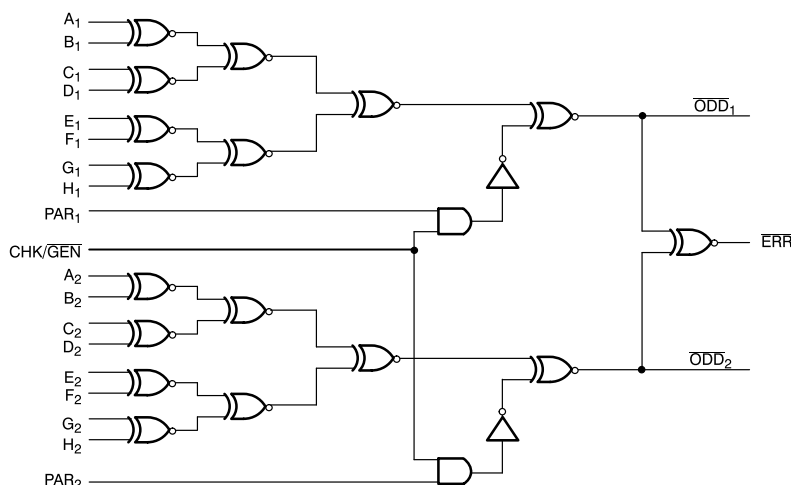 A1
B1
C1
D1
E1
F1
G1
H1
PAR1
CHK/GEN
A2
B2
C2
D2
E2
F2
G2
H2
PAR2
ODD1
ERR
ODD2